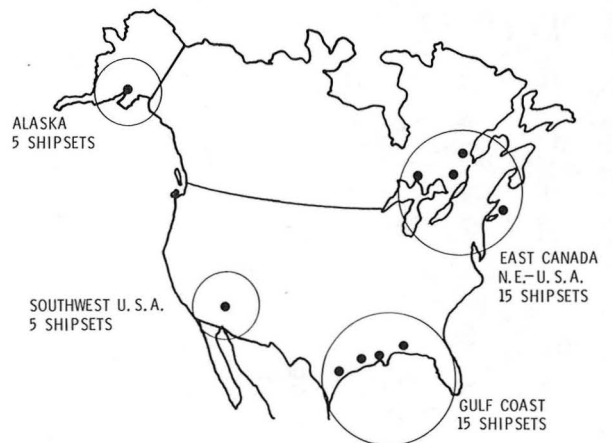 ALASKA
5 SHIPSETS
EAST CANADA
N.E.-U.S.A.
15 SHIPSETS
SOUTHWEST U.S.A.
5 SHIPSETS
GULF COAST
15 SHIPSETS